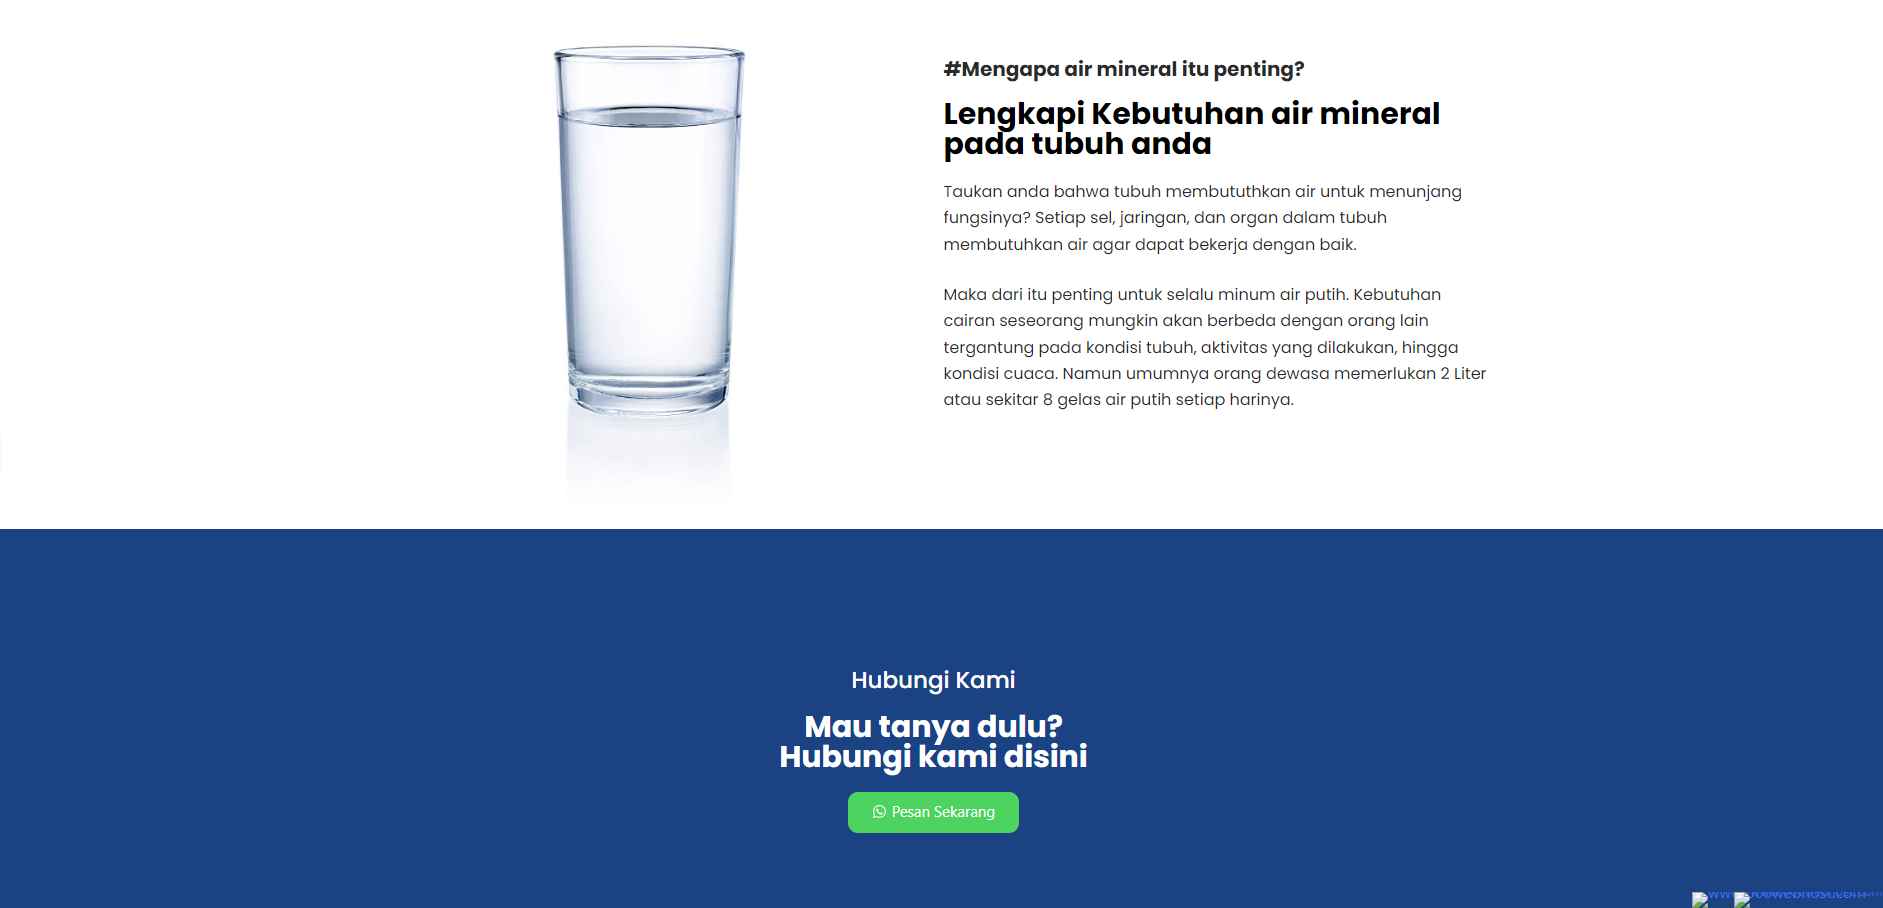 #Mengapa air mineral itu penting?
Lengkapi Kebutuhan air mineral
pada tubuh anda
Taukan anda bahwa tubuh membututhkan air untuk menunjang
fungsinya? Setiap sel, jaringan, dan organ dalam tubuh
membutuhkan air agar dapat bekerja dengan baik.
Maka dari itu penting untuk selalu minum air putih. Kebutuhan
cairan seseorang mungkin akan berbeda dengan orang lain
tergantung pada kondisi tubuh, aktivitas yang dilakukan, hingga
kondisi cuaca. Namun umumnya orang dewasa memerlukan 2 Liter
atau sekitar 8 gelas air putih setiap harinya.
Hubungi Kami
Mau tanya dulu?
Hubungi kami disini
Pesan Sekarang